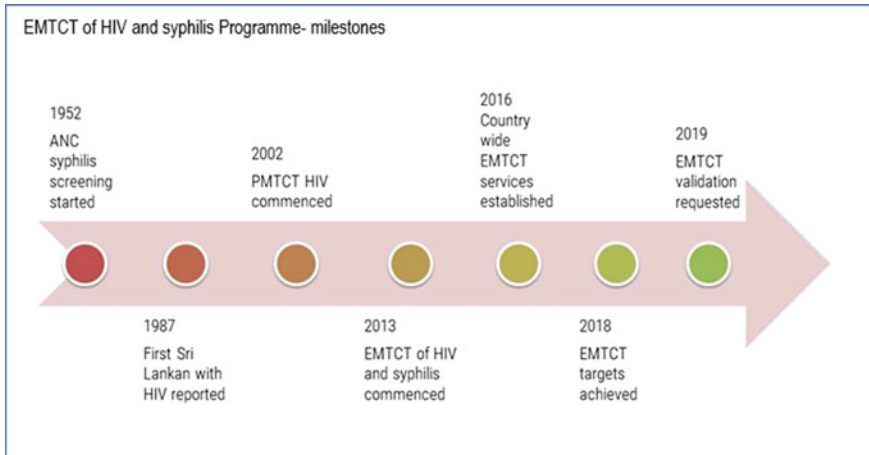 EMTCT of HIV and syphilis Programme- milestones
1952
ANC
syphilis
screening
started
1987
First Sri
Lankan with
HIV reported
2002
PMTCT HIV
commenced
2013
EMTCT of HIV
and syphilis
commenced
2016
Country
wide
EMTCT
services
established
2018
EMTCT
targets
achieved
2019
EMTCT
validation
requested